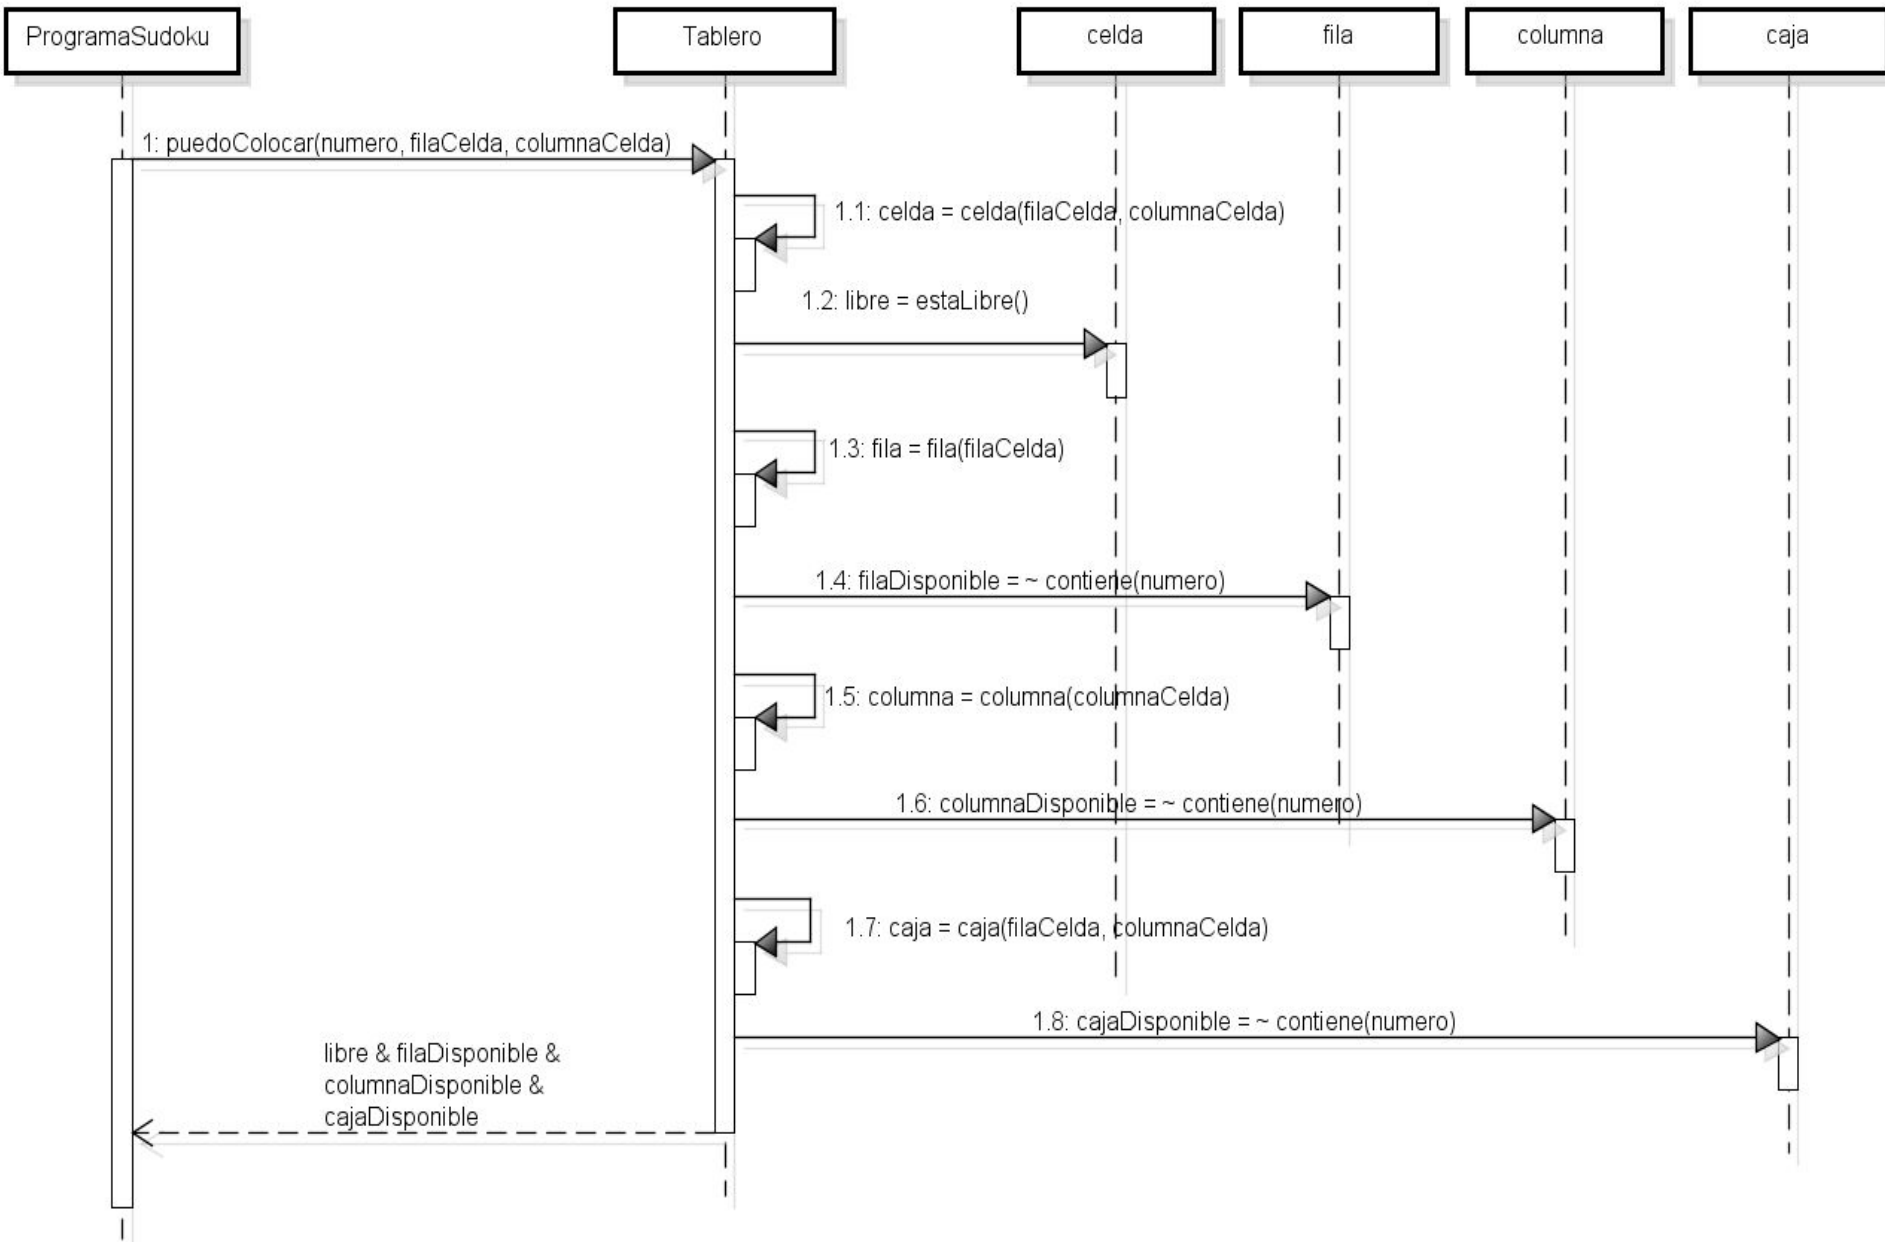 ProgramaSudoku
Tablero
celda
fila
columna
caja
1: puedoColocar(numero, filaCelda, columnaCelda)
1.1: celda = celda(filaCelda, columnaCelda)
1.2: libre = estaLibre()
1.3: fila = fila(filaCelda)
1.4: filaDisponible = ~ contiene(numero)
1.5: columna = columna(columnaCelda)
1.6: columnaDisponible = ~ contiene(numero)
1.7: caja = caja(filaCelda, columnaCelda)
1.8: cajaDisponible = ~ contiene(numero)
libre & filaDisponible &
columnaDisponible &
cajaDisponible